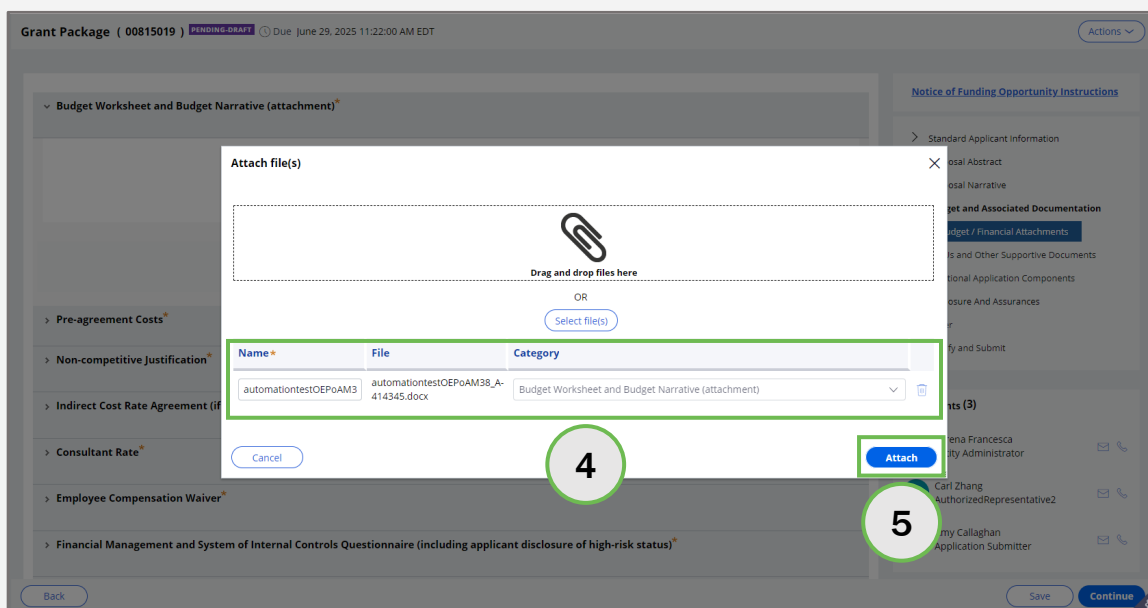 Grant Package ( 00815019 ) PENDING-DRAFT Due June 29, 2025 11:22:00 AM EDT
Actions
Budget Worksheet and Budget Narrative (attachment)*
Notice of Funding Opportunity Instructions
Standard Applicant Information
osal Abstract
osal Narrative
get and Associated Documentation
udget / Financial Attachments
s and Other Supportive Documents
tional Application Components
osure And Assurances
fy and Submit
Attach file(s)
Drag and drop files here
OR
Select file(s)
Name* File Category
automationtestOEPoAM3 automationtestOEPoAM38_A-
414345.docx
Budget Worksheet and Budget Narrative (attachment)
Cancel
Attach
4
5
Pre-agreement Costs*
Non-competitive Justification*
Indirect Cost Rate Agreement (if
Consultant Rate*
Employee Compensation Waiver*
Financial Management and System of Internal Controls Questionnaire (including applicant disclosure of high-risk status)*
nts (3)
ena Francesca
ty Administrator
Carl Zhang
AuthorizedRepresentative2
my Callaghan
Application Submitter
Back
Save
Continue